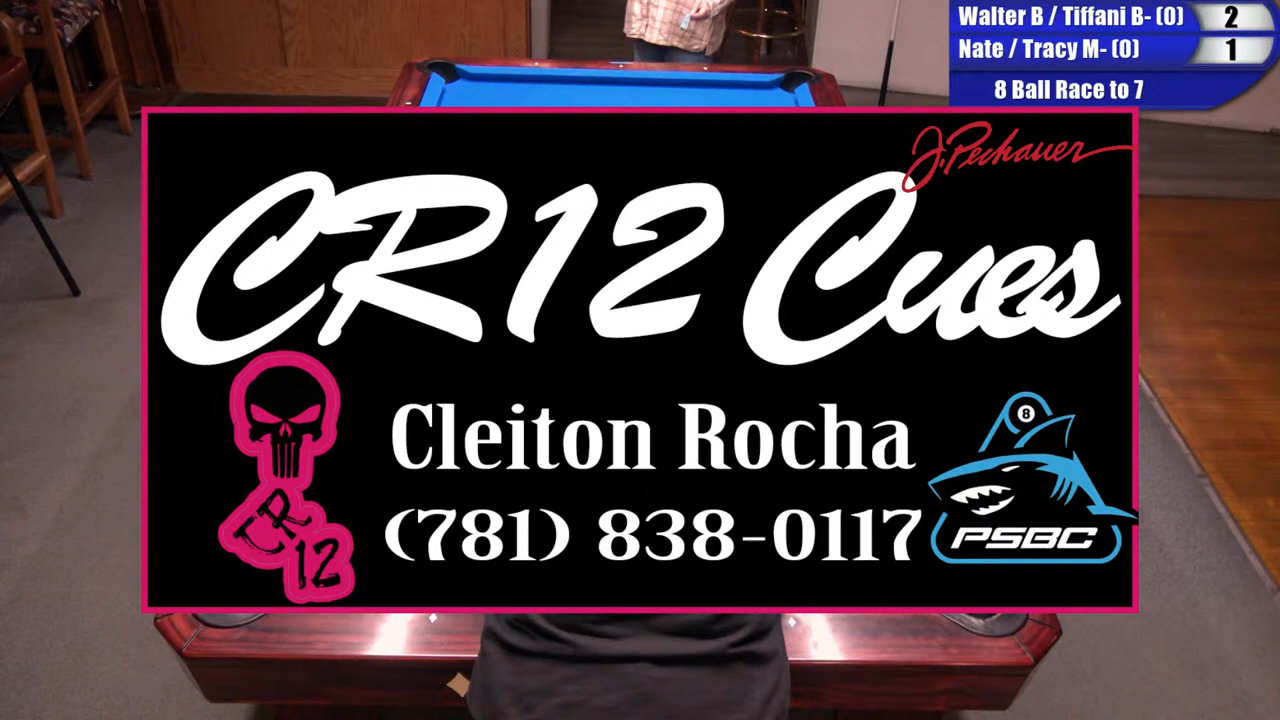 Walter B / Tiffani B- (0) 2
Nate / Tracy M- (0) 1
8 Ball Race to 7
J. Pechauer
CR12 Cues
Cleiton Rocha
(781) 838-0117
8
PSBC
CR
12